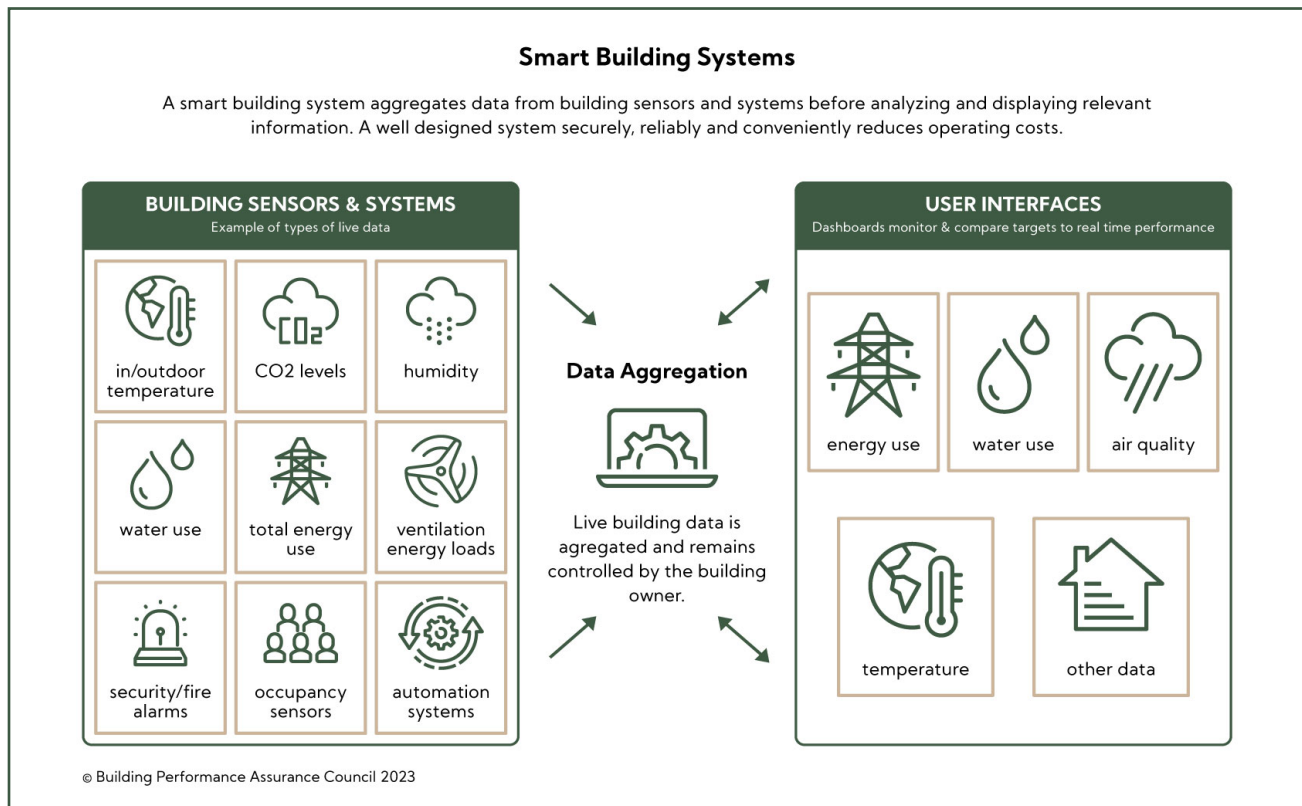 Smart Building Systems
A smart building system aggregates data from building sensors and systems before analyzing and displaying relevant
information. A well designed system securely, reliably and conveniently reduces operating costs.
BUILDING SENSORS & SYSTEMS
Example of types of live data
in/outdoor
temperature
CO2
CO2 levels
humidity
water use
total energy
use
ventilation
energy loads
security/fire
alarms
occupancy
sensors
automation
systems
Data Aggregation
Live building data is
agregated and remains
controlled by the building
owner.
USER INTERFACES
Dashboards monitor & compare targets to real time performance
energy use
water use
air quality
temperature
other data
© Building Performance Assurance Council 2023